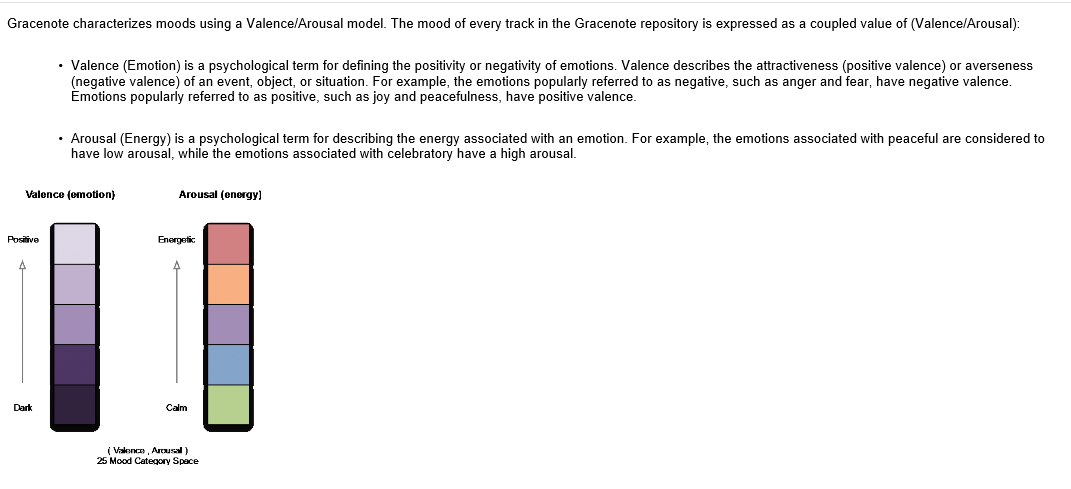 Gracenote characterizes moods using a Valence/Arousal model. The mood of every track in the Gracenote repository is expressed as a coupled value of (Valence/Arousal):
• Valence (Emotion) is a psychological term for defining the positivity or negativity of emotions. Valence describes the attractiveness (positive valence) or averseness
(negative valence) of an event, object, or situation. For example, the emotions popularly referred to as negative, such as anger and fear, have negative valence.
Emotions popularly referred to as positive, such as joy and peacefulness, have positive valence.
• Arousal (Energy) is a psychological term for describing the energy associated with an emotion. For example, the emotions associated with peaceful are considered to
have low arousal, while the emotions associated with celebratory have a high arousal.
Valence (emotion) Arousal (energy)
Positive Energetic
Dark Calm
( Valence , Arousal )
25 Mood Category Space